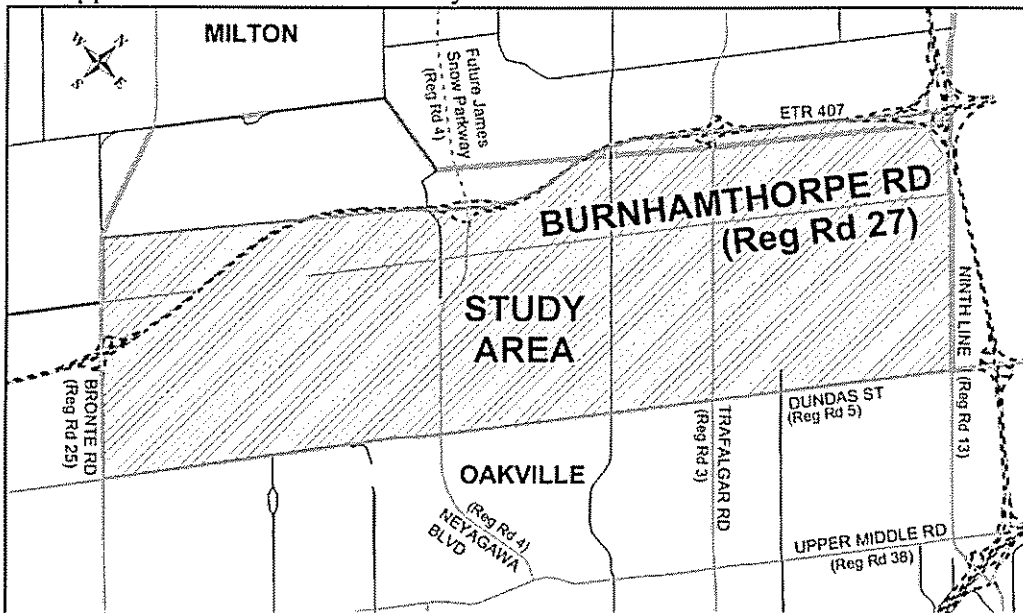 MILTON
W
N
S
E
Future James
Snow Parkway
(Reg Rd 4)
ETR 407
BURNHAMTHORPE RD
(Reg Rd 27)
STUDY
AREA
BRONTE RD
(Reg Rd 25)
NINTH LINE
(Reg Rd 13)
DUNDAS ST
(Reg Rd 5)
TRAFALGAR RD
(Reg Rd 3)
OAKVILLE
(Reg Rd 4)
NEYAGAWA
BLVD
UPPER MIDDLE RD
(Reg Rd 38)